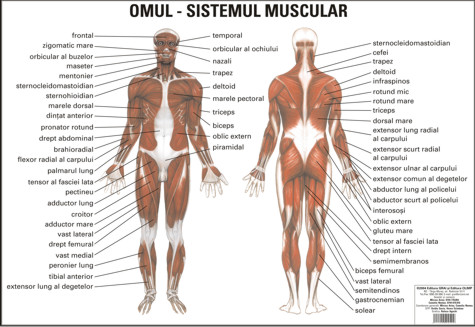 OMUL - SISTEMUL MUSCULAR
frontal
zigomatic mare
orbicular al buzelor
maseter
mentonier
sternocleidomastoidian
sternohioidian
marele dorsal
dințat anterior
pronator rotund
drept abdominal
brahioradial
flexor radial al carpului
palmarul lung
tensor al fasciei lata
pectineu
adductor lung
croitor
adductor mare
vast lateral
drept femural
vast medial
peronier lung
tibial anterior
extensor lung al degetelor
temporal
orbicular al ochiului
nazali
trapez
deltoid
marele pectoral
triceps
biceps
oblic extern
piramidal
sternocleidomastoidian
cefei
trapez
deltoid
infraspinos
rotund mic
rotund mare
triceps
dorsal mare
extensor lung radial
al carpului
extensor scurt radial
al carpului
extensor ulnar al carpului
extensor comun al degetelor
abductor lung al policelui
abductor scurt al policelui
interosoși
oblic extern
gluteu mare
tensor al fasciei lata
drept intern
semimembranos
biceps femural
vast lateral
semitendinos
gastrocnemian
solear